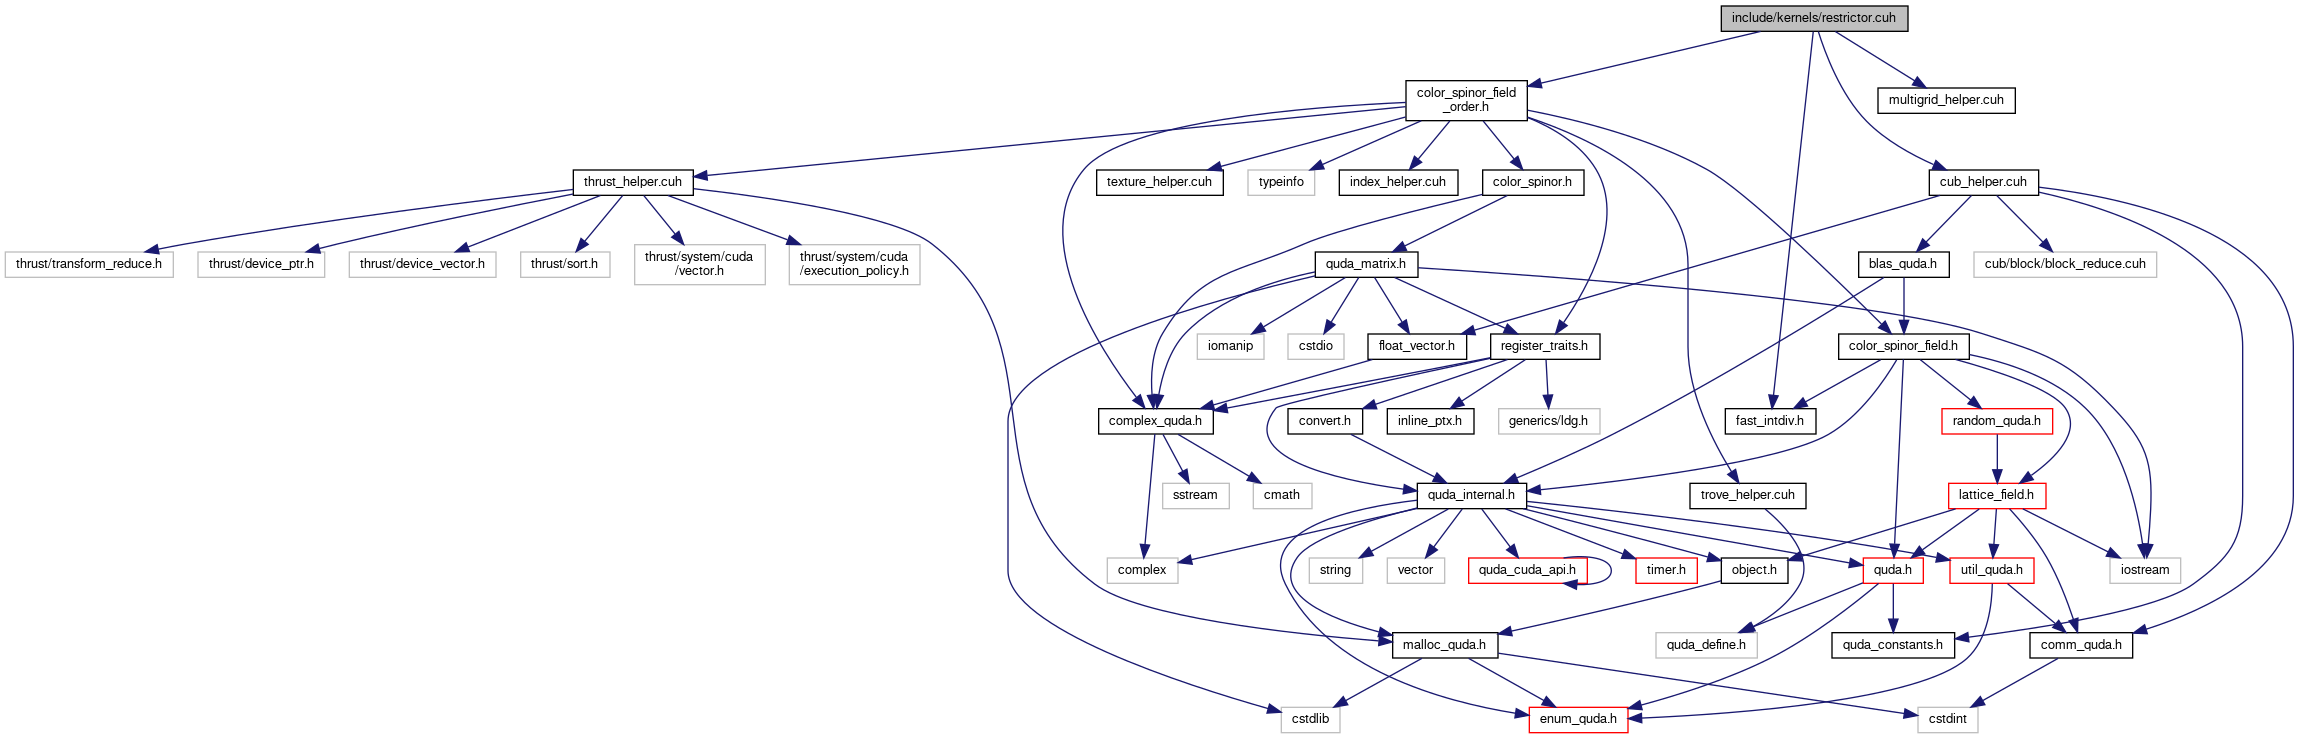 include/kernels/restrictor.cuh
color_spinor_field
_order.h
multigrid_helper.cuh
thrust_helper.cuh
texture_helper.cuh
typeinfo
index_helper.cuh
color_spinor.h
cub_helper.cuh
thrust/transform_reduce.h
thrust/device_ptr.h
thrust/device_vector.h
thrust/sort.h
thrust/system/cuda
/vector.h
thrust/system/cuda
/execution_policy.h
quda_matrix.h
blas_quda.h
cub/block/block_reduce.cuh
iomanip
cstdio
float_vector.h
register_traits.h
color_spinor_field.h
complex_quda.h
convert.h
inline_ptx.h
generics/ldg.h
fast_intdiv.h
random_quda.h
sstream
cmath
quda_internal.h
trove_helper.cuh
lattice_field.h
complex
string
vector
quda_cuda_api.h
timer.h
object.h
quda.h
util_quda.h
iostream
malloc_quda.h
quda_define.h
quda_constants.h
comm_quda.h
cstdlib
enum_quda.h
cstdint